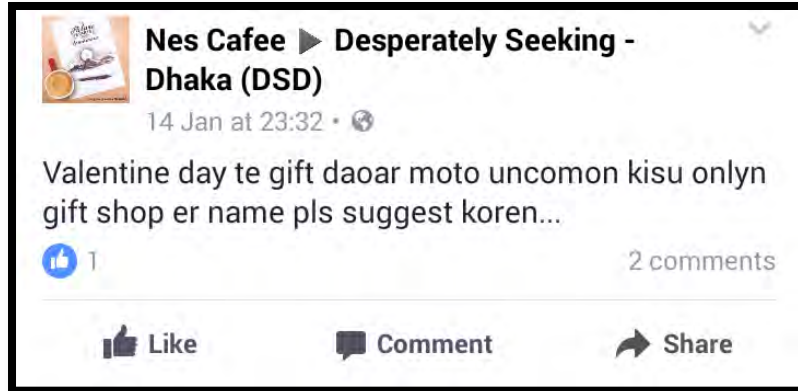 Nes Cafee ▶ Desperately Seeking -
Dhaka (DSD)
14 Jan at 23:32 •
Valentine day te gift daoar moto uncomon kisu onlyn
gift shop er name pls suggest koren...
1
2 comments
Like
Comment
Share